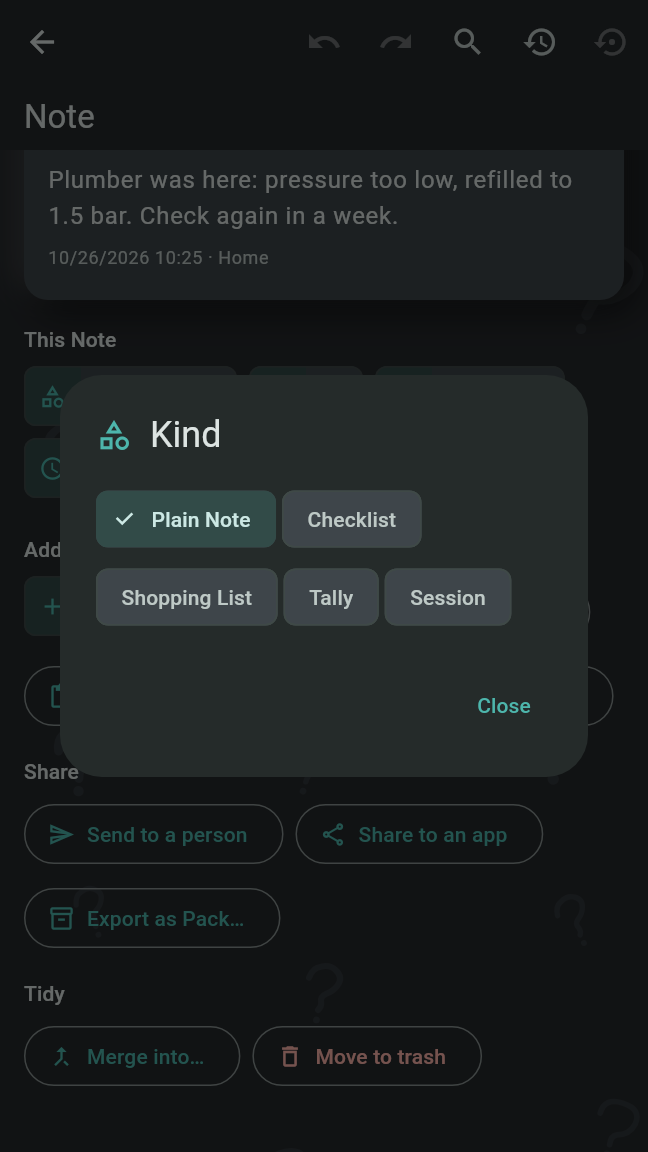 Note
Plumber was here: pressure too low, refilled to
1.5 bar. Check again in a week.
10/26/2026 10:25 · Home
This Note
Kind
Plain Note
Checklist
Shopping List
Tally
Session
Close
Add
Share
Send to a person
Share to an app
Export as Pack…
Tidy
Merge into…
Move to trash